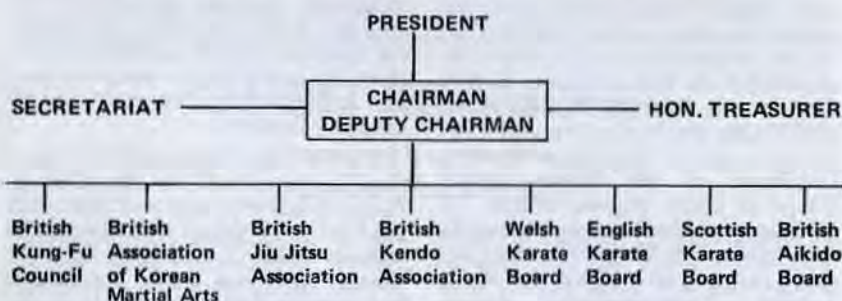 PRESIDENT
SECRETARIAT
CHAIRMAN
DEPUTY CHAIRMAN
HON. TREASURER
British
Kung-Fu
Council
British
Association
of Korean
Martial Arts
British
Jiu Jitsu
Association
British
Kendo
Association
Welsh
Karate
Board
English
Karate
Board
Scottish
Karate
Board
British
Aikido
Board